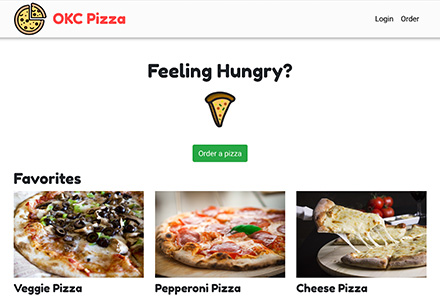 OKC Pizza
Login Order
Feeling Hungry?
Order a pizza
Favorites
Veggie Pizza
Pepperoni Pizza
Cheese Pizza